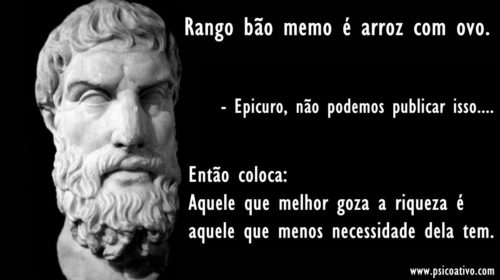 Rango bão memo é arroz com ovo.
- Epicuro, não podemos publicar isso....
Então coloca:
Aquele que melhor goza a riqueza é
aquele que menos necessidade dela tem.
www.psicoativo.com